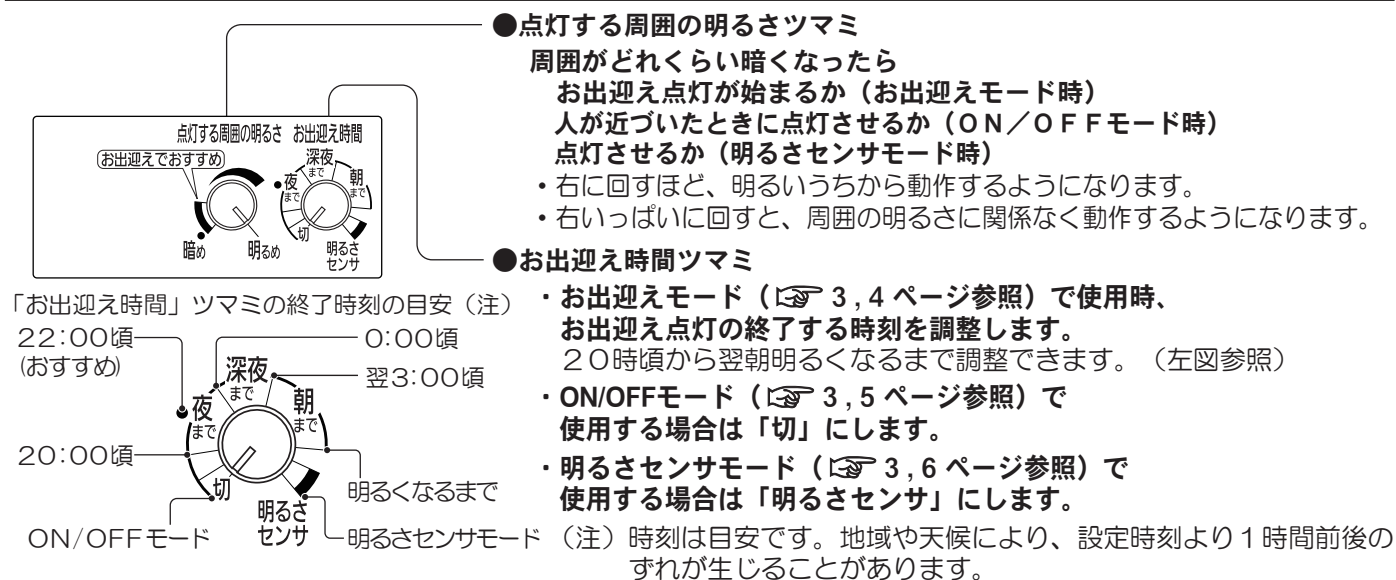 ●点灯する周囲の明るさツマミ
周囲がどれくらい暗くなったら
お出迎え点灯が始まるか（お出迎えモード時）
人が近づいたときに点灯させるか（ＯＮ／ＯＦＦモード時）
点灯させるか（明るさセンサモード時）
・右に回すほど、明るいうちから動作するようになります。
・右いっぱいに回すと、周囲の明るさに関係なく動作するようになります。
点灯する周囲の明るさ お出迎え時間
お出迎えでおすすめ
深夜
まで
夜
まで
朝
まで
切
暗め
明るめ
明るさ
センサ
●お出迎え時間ツマミ
・お出迎えモード（☞ 3 , 4 ページ参照）で使用時、
お出迎え点灯の終了する時刻を調整します。
２０時頃から翌朝明るくなるまで調整できます。（左図参照）
・ON/OFFモード（☞ 3 , 5 ページ参照）で
使用する場合は「切」にします。
・明るさセンサモード（☞ 3 , 6 ページ参照）で
使用する場合は「明るさセンサ」にします。
（注）時刻は目安です。地域や天候により、設定時刻より１時間前後の
ずれが生じることがあります。
「お出迎え時間」ツマミの終了時刻の目安（注）
22：00頃
(おすすめ)
0：00頃
翌3：00頃
深夜
まで
夜
まで
朝
まで
20：00頃
切
明るくなるまで
明るさ
センサ
ON/OFFモード
明るさセンサモード